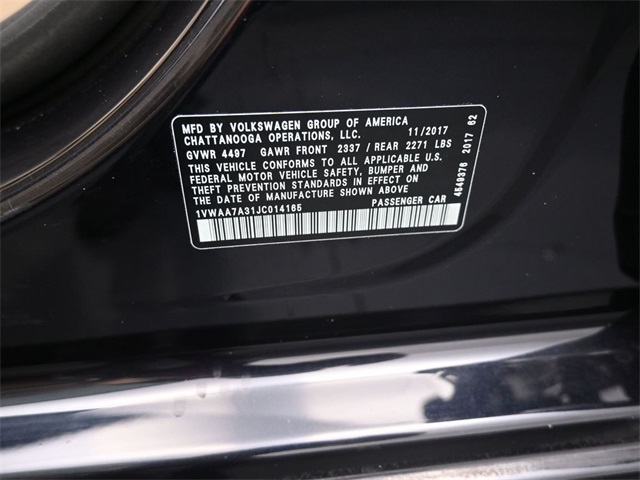 MFD BY VOLKSWAGEN GROUP OF AMERICA
CHATTANOOGA OPERATIONS, LLC. 11/2017
GVWR 4497 GAWR FRONT 2337 / REAR 2271 LBS
THIS VEHICLE CONFORMS TO ALL APPLICABLE U.S.
FEDERAL MOTOR VEHICLE SAFETY, BUMPER AND
THEFT PREVENTION STANDARDS IN EFFECT ON
THE DATE OF MANUFACTURE SHOWN ABOVE
1VWAA7A31JC014165 PASSENGER CAR
4540376 2017 62